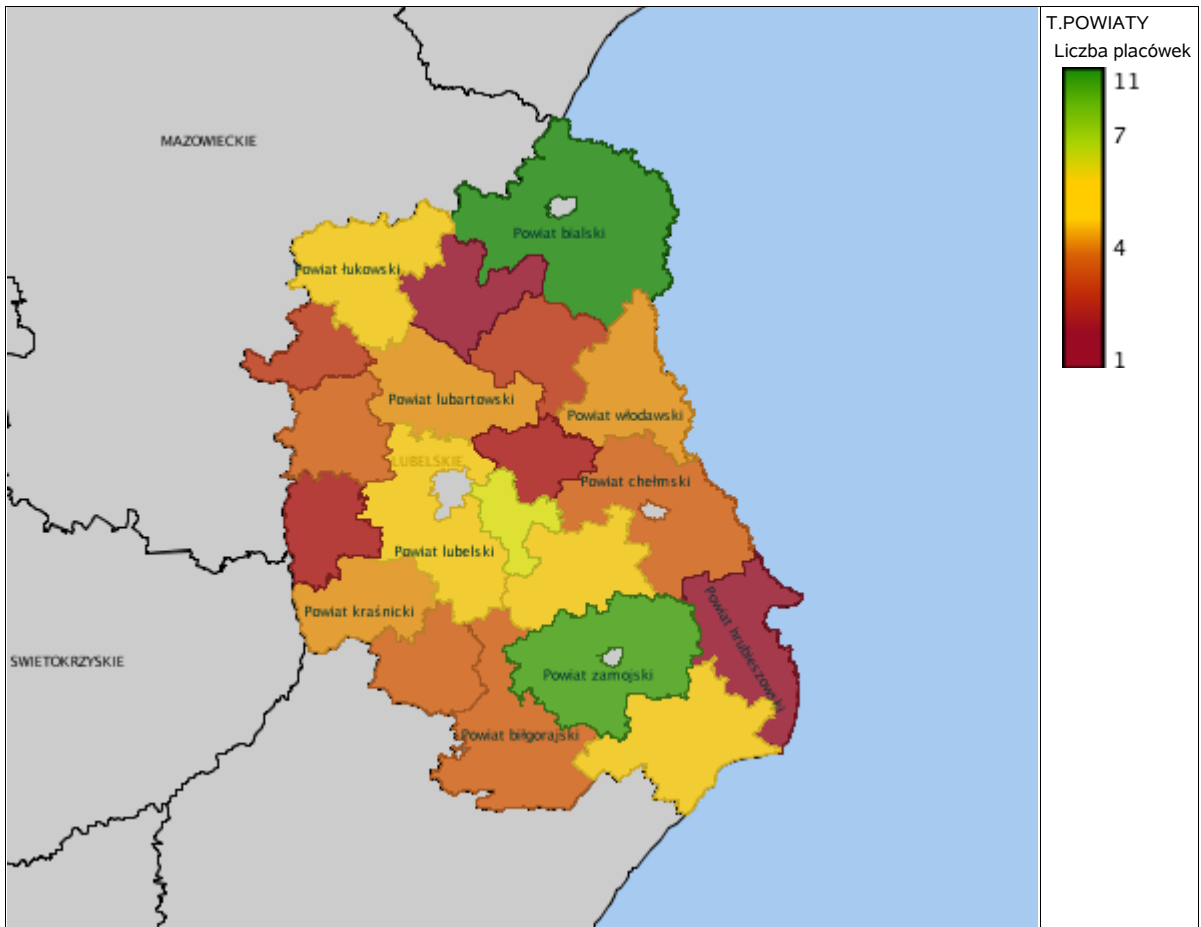 T.POWIATY
Liczba placówek
11
7
4
1
MAZOWIECKIE
Powiat bialski
Powiat łukowski
Powiat lubartowski
Powiat włodawski
LUBELSKIE
Powiat chełmski
Powiat lubelski
Powiat kraśnicki
Powiat hrubieszowski
SWIETOKRZYSKIE
Powiat zamojski
Powiat biłgorajski